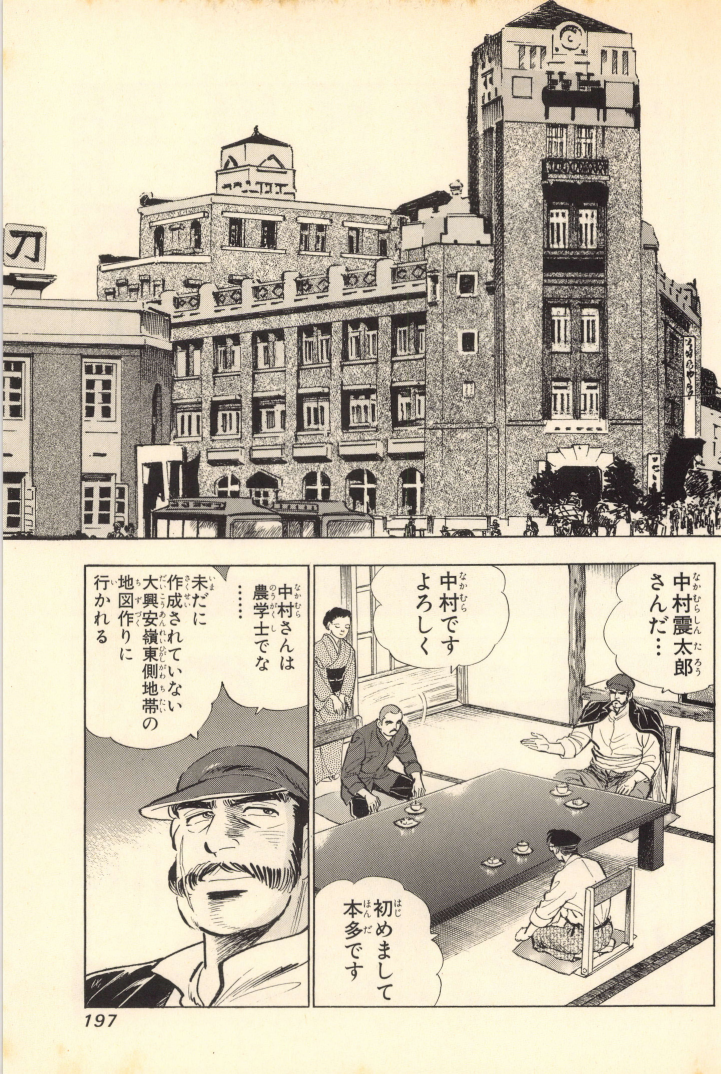 刀
中村震太郎
さんだ…
中村です
よろしく
初めまして
本多です
中村さんは
農学士でな
……
未だに
作成されていない
大興安嶺東側地帯の
地図作りに
行かれる
197